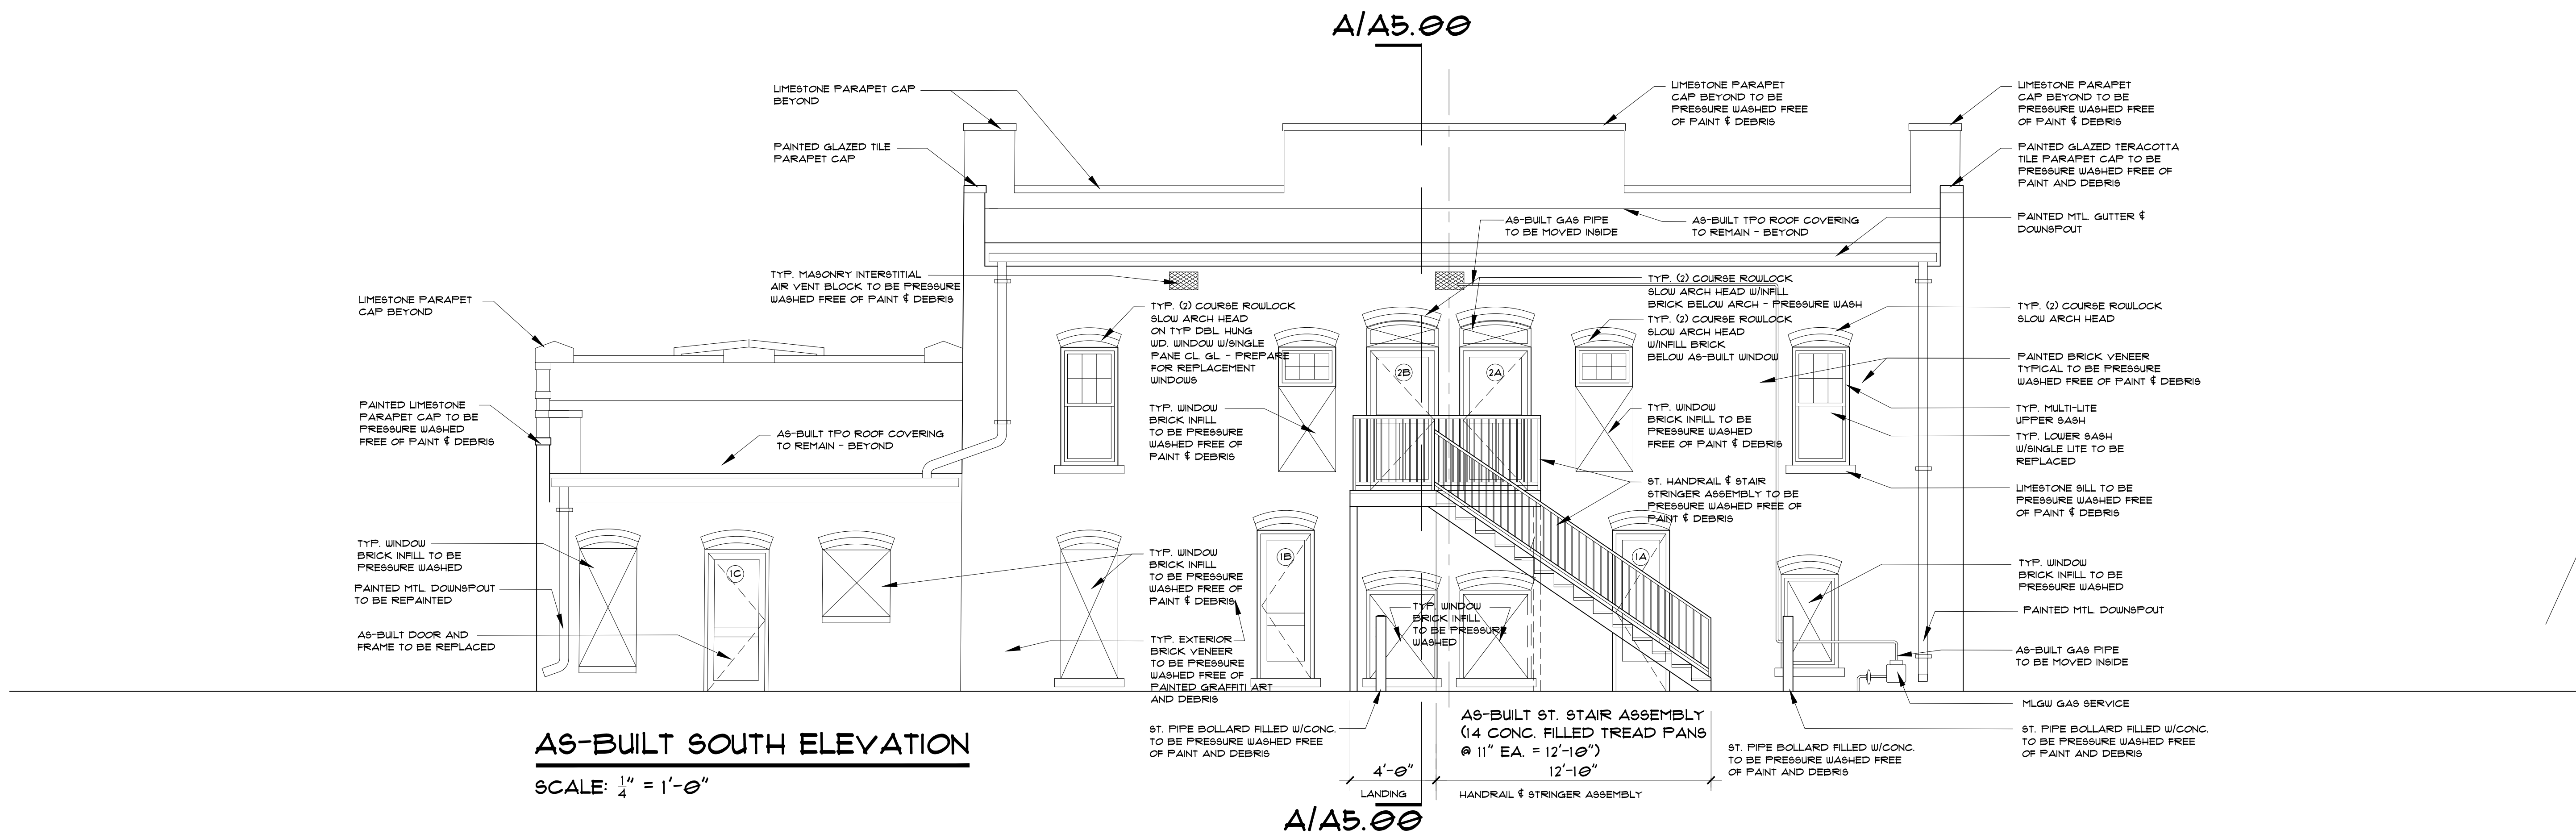 A/A5.00
LIMESTONE PARAPET CAP
BEYOND
LIMESTONE PARAPET
CAP BEYOND TO BE
PRESSURE WASHED FREE
OF PAINT & DEBRIS
LIMESTONE PARAPET
CAP BEYOND TO BE
PRESSURE WASHED FREE
OF PAINT & DEBRIS
PAINTED GLAZED TILE
PARAPET CAP
PAINTED GLAZED TERACOTTA
TILE PARAPET CAP TO BE
PRESSURE WASHED FREE OF
PAINT AND DEBRIS
AS-BUILT GAS PIPE
TO BE MOVED INSIDE
AS-BUILT TPO ROOF COVERING
TO REMAIN - BEYOND
PAINTED MTL. GUTTER &
DOWNSPOUT
TYP. MASONRY INTERSTITIAL
AIR VENT BLOCK TO BE PRESSURE
WASHED FREE OF PAINT & DEBRIS
LIMESTONE PARAPET
CAP BEYOND
TYP. (2) COURSE ROWLOCK
SLOW ARCH HEAD
ON TYP DBL HUNG
WD. WINDOW W/SINGLE
PANE CL. GL - PREPARE
FOR REPLACEMENT
WINDOWS
TYP. (2) COURSE ROWLOCK
SLOW ARCH HEAD W/INFILL
BRICK BELOW ARCH - PRESSURE WASH
TYP. (2) COURSE ROWLOCK
SLOW ARCH HEAD
W/INFILL BRICK
BELOW AS-BUILT WINDOW
TYP. (2) COURSE ROWLOCK
SLOW ARCH HEAD
PAINTED BRICK VENEER
TYPICAL TO BE PRESSURE
WASHED FREE OF PAINT & DEBRIS
2B
2A
PAINTED LIMESTONE
PARAPET CAP TO BE
PRESSURE WASHED
FREE OF PAINT & DEBRIS
AS-BUILT TPO ROOF COVERING
TO REMAIN - BEYOND
TYP. WINDOW
BRICK INFILL
TO BE PRESSURE
WASHED FREE OF
PAINT & DEBRIS
TYP. WINDOW
BRICK INFILL TO BE
PRESSURE WASHED
FREE OF PAINT & DEBRIS
TYP. MULTI-LITE
UPPER SASH
TYP. LOWER SASH
W/SINGLE LITE TO BE
REPLACED
ST. HANDRAIL & STAIR
STRINGER ASSEMBLY TO BE
PRESSURE WASHED FREE OF
PAINT & DEBRIS
LIMESTONE SILL TO BE
PRESSURE WASHED FREE
OF PAINT & DEBRIS
TYP. WINDOW
BRICK INFILL TO BE
PRESSURE WASHED
PAINTED MTL. DOWNSPOUT
TO BE REPAINTED
AS-BUILT DOOR AND
FRAME TO BE REPLACED
1C
TYP. WINDOW
BRICK INFILL
TO BE PRESSURE
WASHED FREE OF
PAINT & DEBRIS
1B
1A
TYP. EXTERIOR
BRICK VENEER
TO BE PRESSURE
WASHED FREE OF
PAINTED GRAFFITI ART
AND DEBRIS
TYP. WINDOW
BRICK INFILL
TO BE PRESSURE
WASHED
TYP. WINDOW
BRICK INFILL TO BE
PRESSURE WASHED
PAINTED MTL. DOWNSPOUT
AS-BUILT GAS PIPE
TO BE MOVED INSIDE
MLGW GAS SERVICE
ST. PIPE BOLLARD FILLED W/CONC.
TO BE PRESSURE WASHED FREE
OF PAINT AND DEBRIS
AS-BUILT ST. STAIR ASSEMBLY
(14 CONC. FILLED TREAD PANS
@ 11" EA. = 12'-10")
ST. PIPE BOLLARD FILLED W/CONC.
TO BE PRESSURE WASHED FREE
OF PAINT AND DEBRIS
ST. PIPE BOLLARD FILLED W/CONC.
TO BE PRESSURE WASHED FREE
OF PAINT AND DEBRIS
4'-0"
12'-10"
LANDING
HANDRAIL & STRINGER ASSEMBLY
AS-BUILT SOUTH ELEVATION
SCALE: 1/4" = 1'-0"
A/A5.00